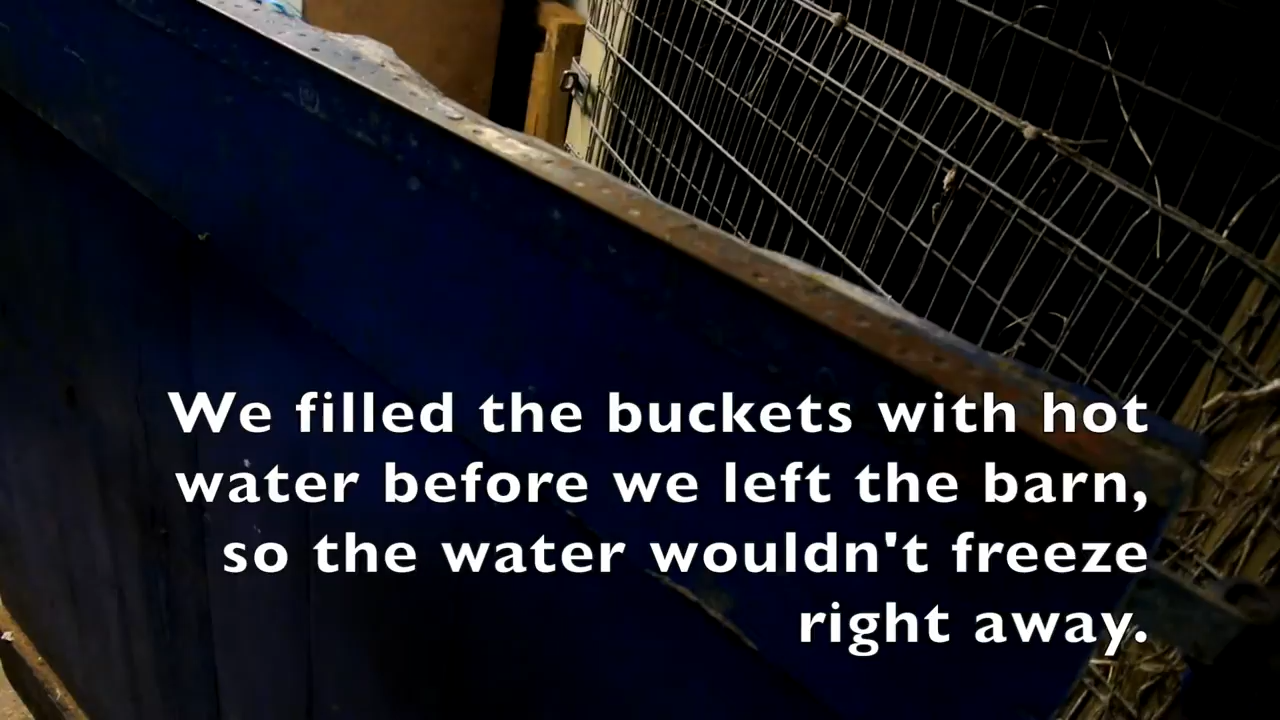 We filled the buckets with hot
water before we left the barn,
so the water wouldn't freeze
right away.